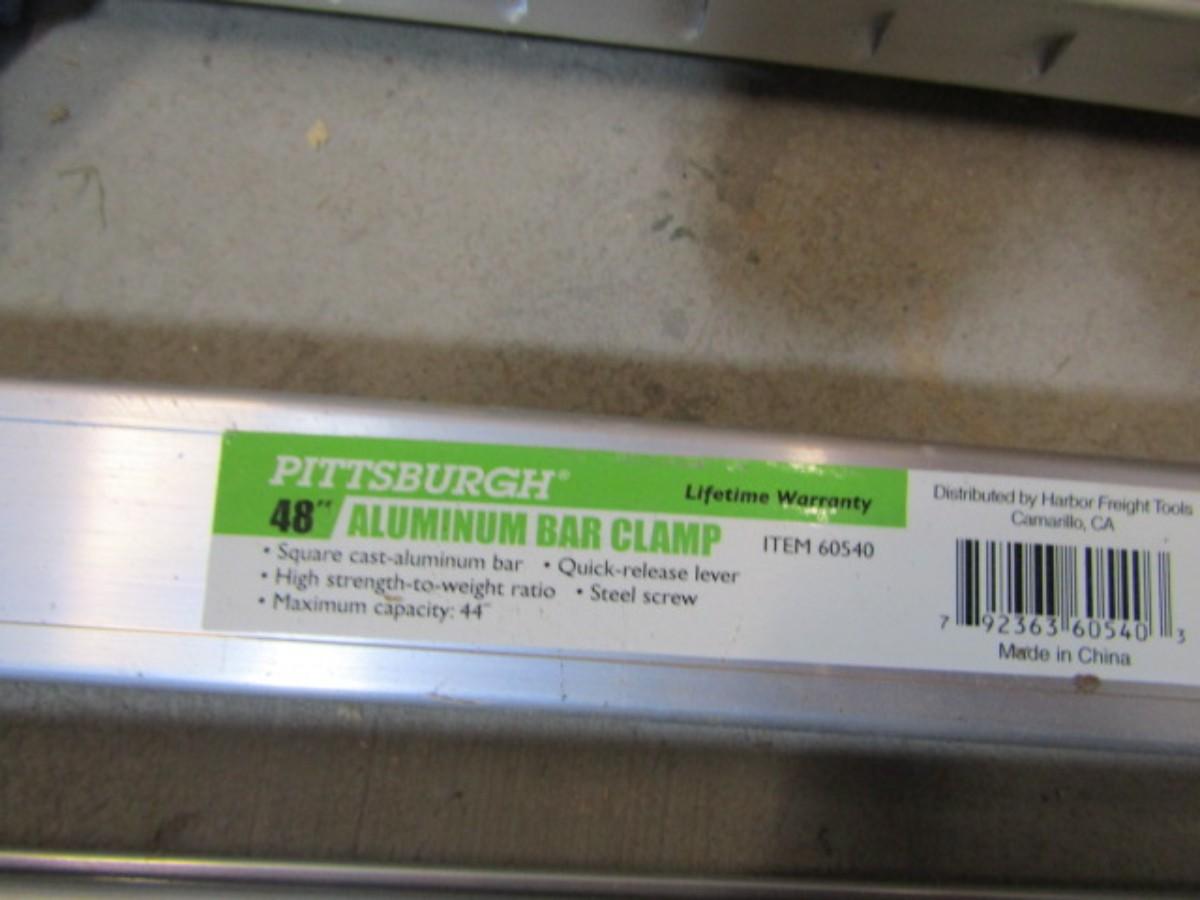 PITTSBURGH®
Lifetime Warranty
48" ALUMINUM BAR CLAMP
ITEM 60540
• Square cast-aluminum bar • Quick-release lever
• High strength-to-weight ratio • Steel screw
• Maximum capacity: 44"
Distributed by Harbor Freight Tools
Camarillo, CA
7 92363 60540 3
Made in China